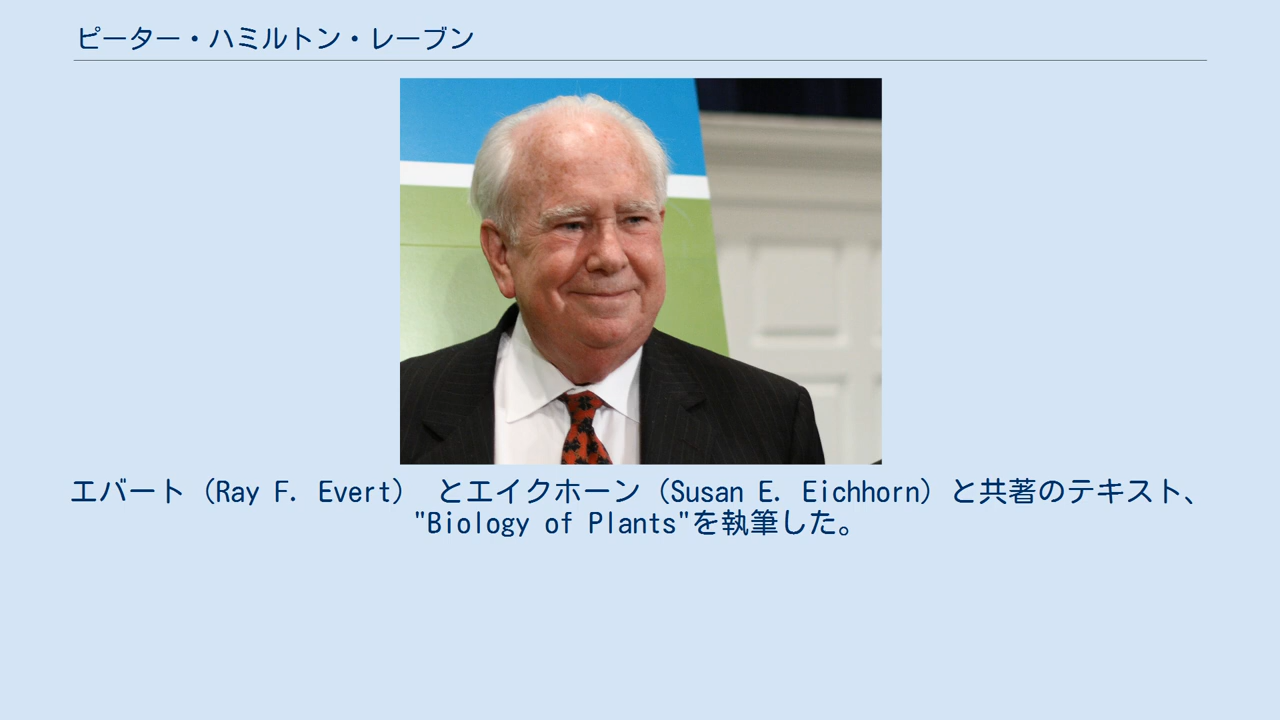 ピーター・ハミルトン・レーブン
エバート（Ray F. Evert） とエイクホーン（Susan E. Eichhorn）と共著のテキスト、
"Biology of Plants"を執筆した。